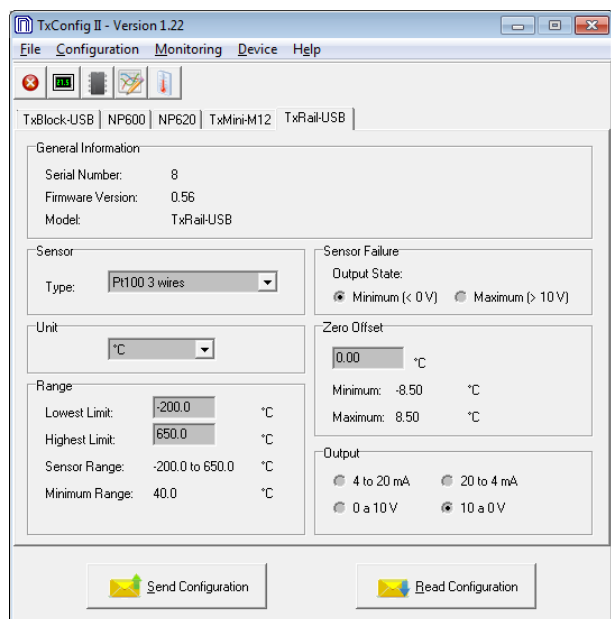 TxConfig II - Version 1.22
File Configuration Monitoring Device Help
TxBlock-USB NP600 NP620 TxMini-M12 TxRail-USB
General Information
Serial Number: 8
Firmware Version: 0.56
Model: TxRail-USB
Sensor
Type: Pt100 3 wires
Sensor Failure
Output State:
Minimum (< 0 V) Maximum (> 10 V)
Unit
°C
Zero Offset
0.00 °C
Minimum: -8.50 °C
Maximum: 8.50 °C
Range
Lowest Limit: -200.0 °C
Highest Limit: 650.0 °C
Sensor Range: -200.0 to 650.0 °C
Minimum Range: 40.0 °C
Output
4 to 20 mA 20 to 4 mA
0 a 10 V 10 a 0 V
Send Configuration Read Configuration